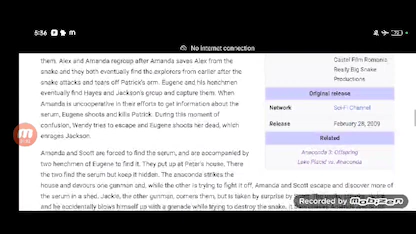 5:36
No internet connection
them. Alex and Amanda regroup after Amanda saves Alex from the
snake and they both eventually find the explorers from earlier after the
snake attacks and tears off Patrick's arm. Eugene and his henchmen
eventually find Hayes and Jackson's group and capture them. When
Amanda is uncooperative in their efforts to get information about the
serum, Eugene shoots and kills Patrick. During this moment of
confusion, Wendy tries to escape and Eugene shoots her dead, which
enrages Jackson.
Amanda and Scott are forced to find the serum, and are accompanied
by two henchmen of Eugene to find it. They put up at Peter's house. There
the two find the serum but keep it hidden. The anaconda strikes the
house and devours one gunman and, while the other is trying to fight it off, Amanda and Scott escape and discover more of
the serum in a shed. Jackie, the other gunman, corners them, but is taken by surprise by
and he accidentally blows himself up with a grenade while trying to destroy the snake.
Castel Film Romania
Really Big Snake
Productions
Original release
Network Sci-Fi Channel
Release February 28, 2009
Related
Anaconda 3: Offspring
Lake Placid vs. Anaconda
Recorded by mobizen